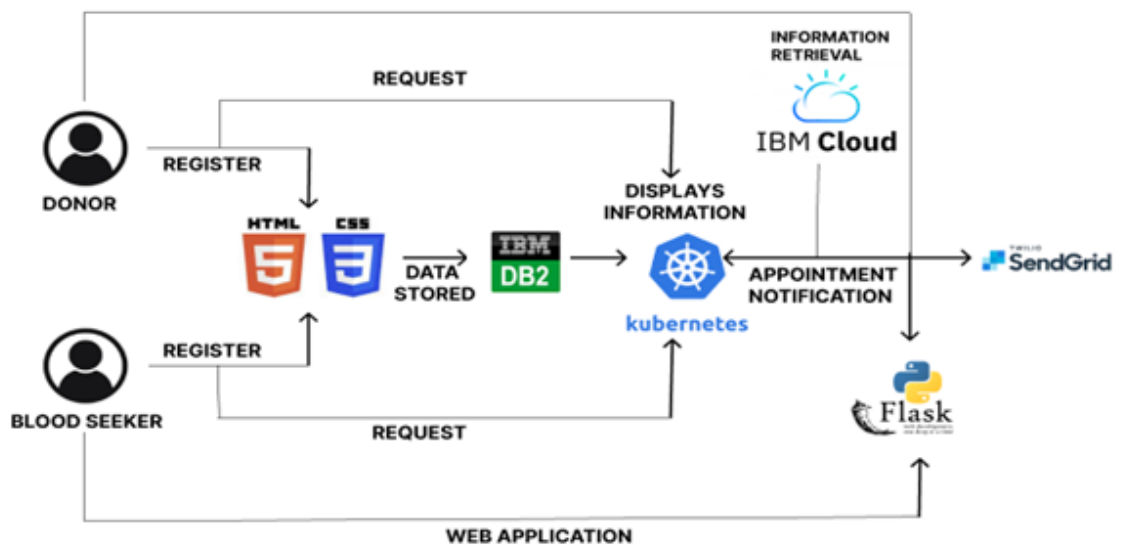 INFORMATION
RETRIEVAL
REQUEST
IBM Cloud
REGISTER
DONOR
DISPLAYS
INFORMATION
HTML
CSS
5
3
IBM
DB2
DATA
STORED
APPOINTMENT
NOTIFICATION
TWILIO
SendGrid
kubernetes
REGISTER
BLOOD SEEKER
Flask
REQUEST
WEB APPLICATION